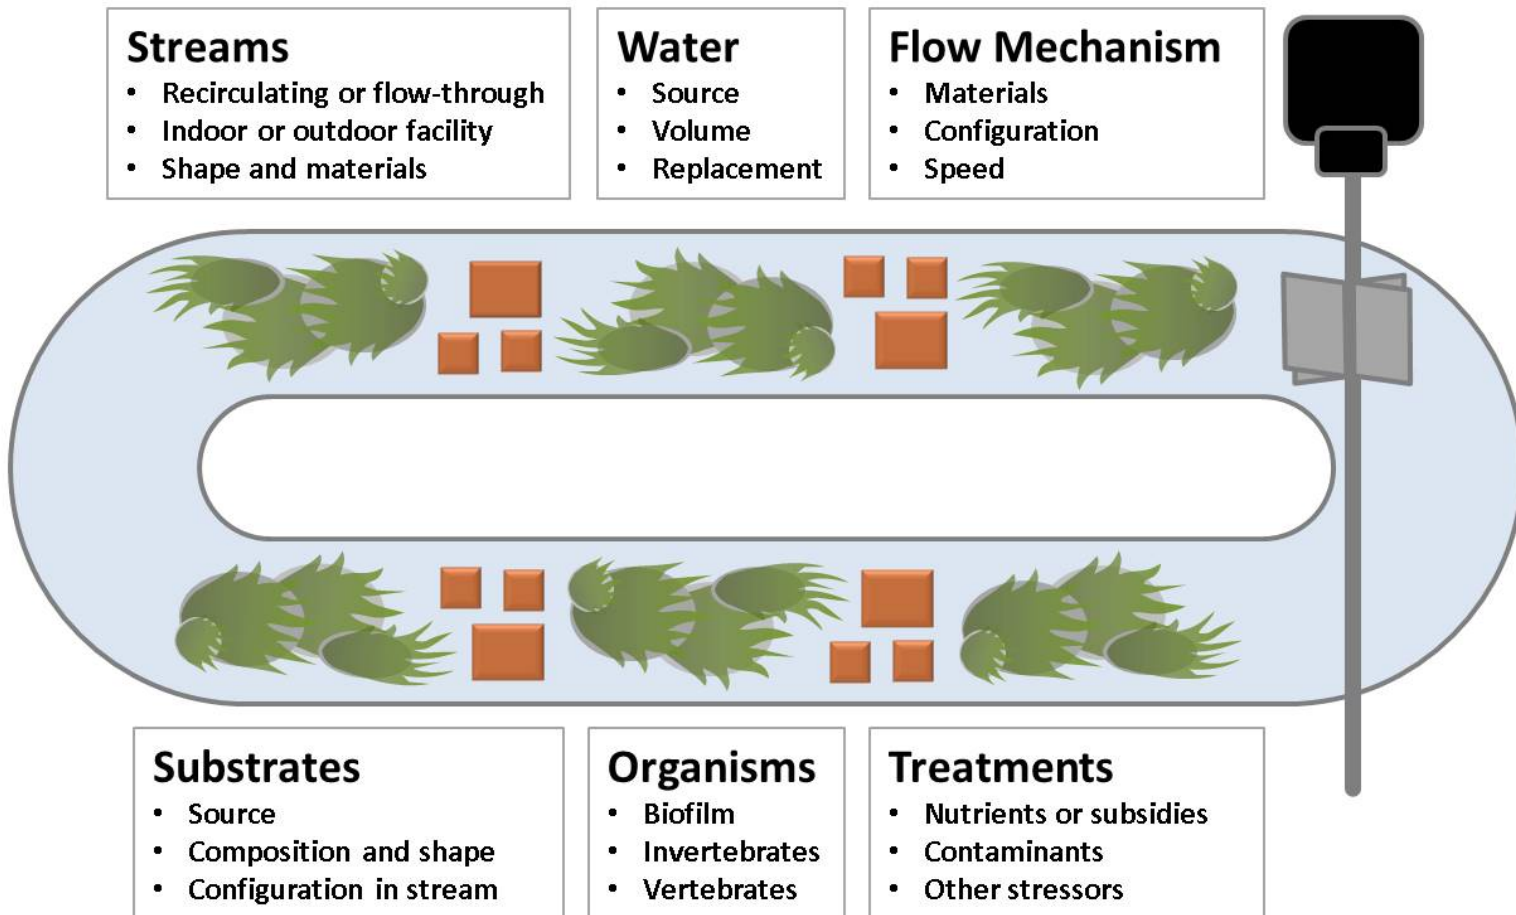 Streams
• Recirculating or flow-through
• Indoor or outdoor facility
• Shape and materials
Water
• Source
• Volume
• Replacement
Flow Mechanism
• Materials
• Configuration
• Speed
Substrates
• Source
• Composition and shape
• Configuration in stream
Organisms
• Biofilm
• Invertebrates
• Vertebrates
Treatments
• Nutrients or subsidies
• Contaminants
• Other stressors